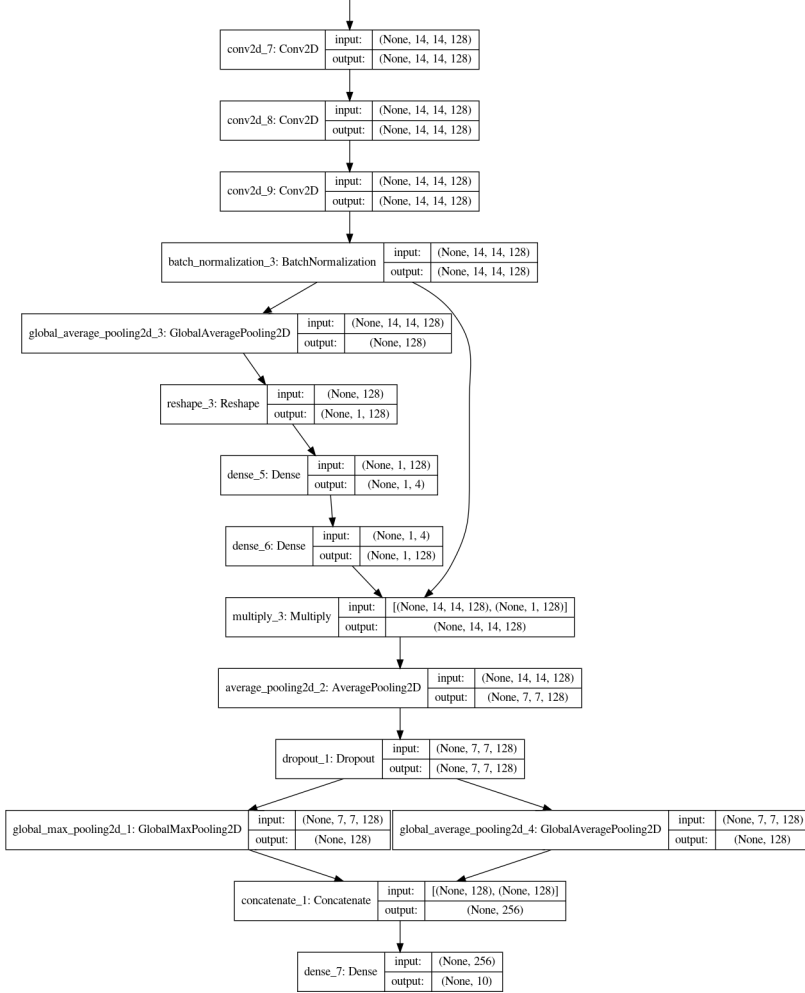 conv2d_7: Conv2D input: (None, 14, 14, 128)
output: (None, 14, 14, 128)
conv2d_8: Conv2D input: (None, 14, 14, 128)
output: (None, 14, 14, 128)
conv2d_9: Conv2D input: (None, 14, 14, 128)
output: (None, 14, 14, 128)
batch_normalization_3: BatchNormalization input: (None, 14, 14, 128)
output: (None, 14, 14, 128)
global_average_pooling2d_3: GlobalAveragePooling2D input: (None, 14, 14, 128)
output: (None, 128)
reshape_3: Reshape input: (None, 128)
output: (None, 1, 128)
dense_5: Dense input: (None, 1, 128)
output: (None, 1, 4)
dense_6: Dense input: (None, 1, 4)
output: (None, 1, 128)
multiply_3: Multiply input: [(None, 14, 14, 128), (None, 1, 128)]
output: (None, 14, 14, 128)
average_pooling2d_2: AveragePooling2D input: (None, 14, 14, 128)
output: (None, 7, 7, 128)
dropout_1: Dropout input: (None, 7, 7, 128)
output: (None, 7, 7, 128)
global_max_pooling2d_1: GlobalMaxPooling2D input: (None, 7, 7, 128)
output: (None, 128)
global_average_pooling2d_4: GlobalAveragePooling2D input: (None, 7, 7, 128)
output: (None, 128)
concatenate_1: Concatenate input: [(None, 128), (None, 128)]
output: (None, 256)
dense_7: Dense input: (None, 256)
output: (None, 10)